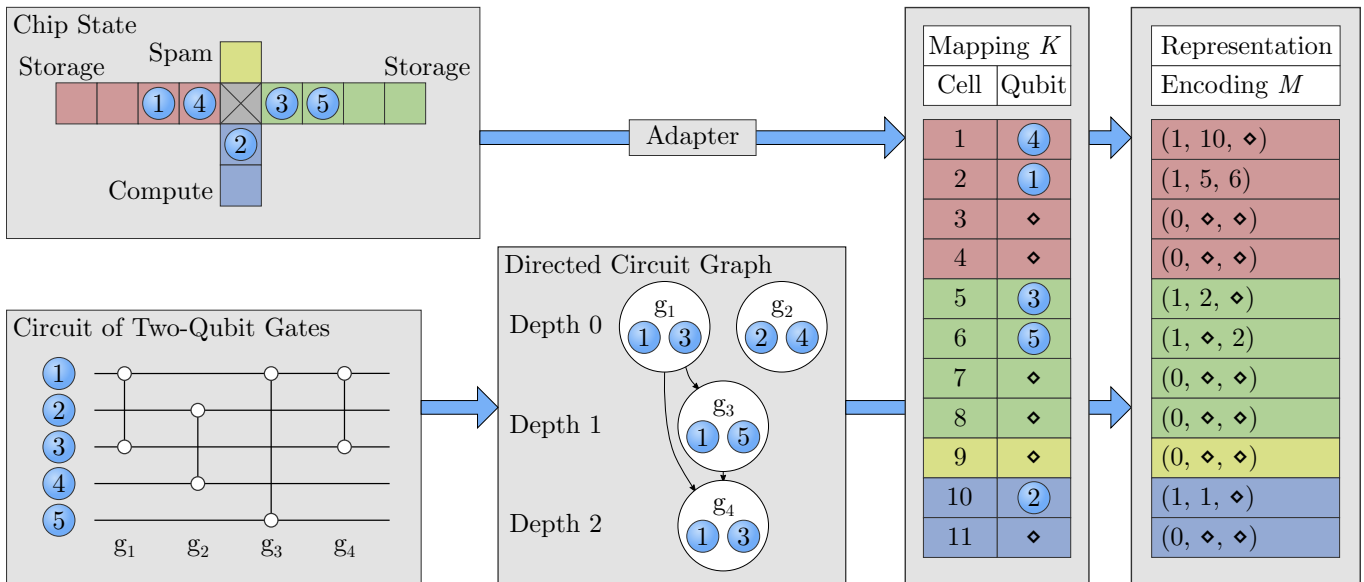 Chip State
Spam
Storage
Storage
1 4 3 5
2
Compute
Adapter
Circuit of Two-Qubit Gates
1
2
3
4
5
g₁ g₂ g₃ g₄
Directed Circuit Graph
Depth 0
g₁
1 3
g₂
2 4
Depth 1
g₃
1 5
Depth 2
g₄
1 3
Mapping K
Cell Qubit
1 4
2 1
3 ⋄
4 ⋄
5 3
6 5
7 ⋄
8 ⋄
9 ⋄
10 2
11 ⋄
Representation
Encoding M
(1, 10, ⋄)
(1, 5, 6)
(0, ⋄, ⋄)
(0, ⋄, ⋄)
(1, 2, ⋄)
(1, ⋄, 2)
(0, ⋄, ⋄)
(0, ⋄, ⋄)
(0, ⋄, ⋄)
(1, 1, ⋄)
(0, ⋄, ⋄)